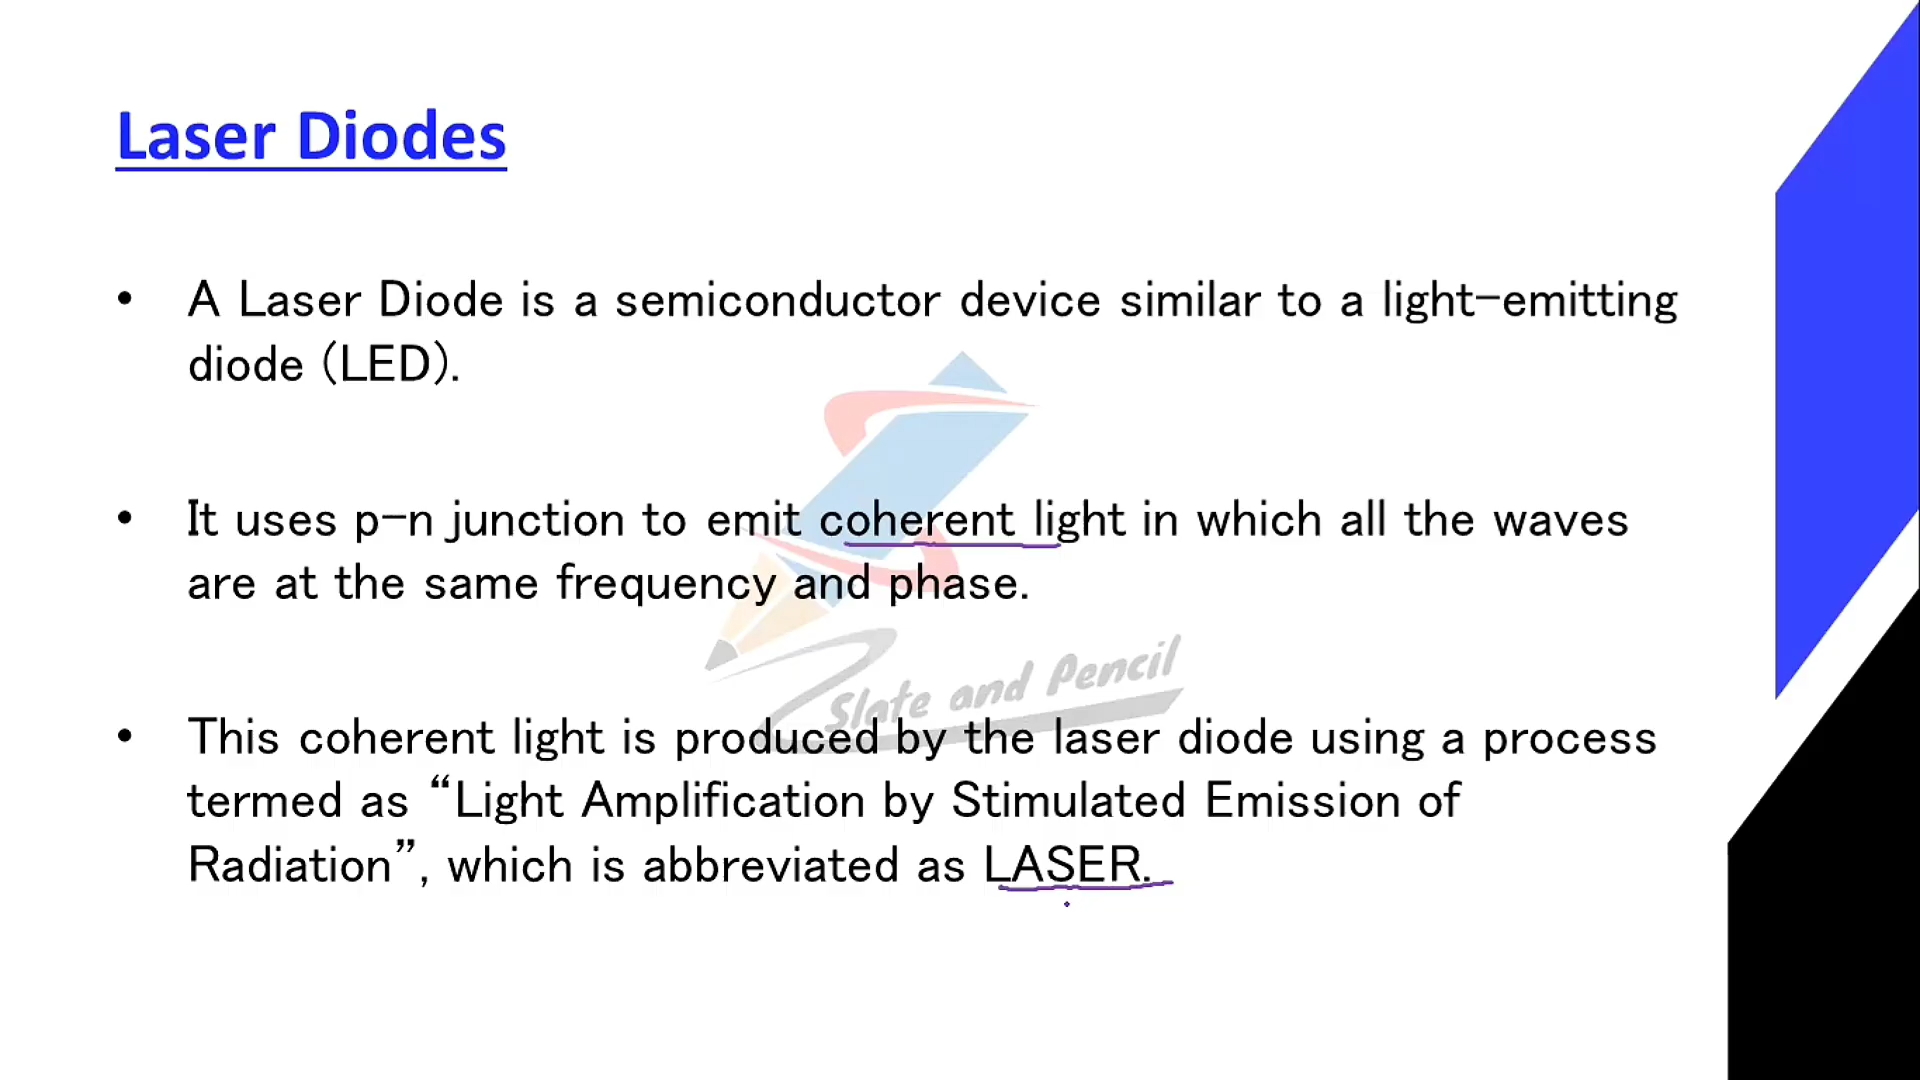 Laser Diodes
• A Laser Diode is a semiconductor device similar to a light-emitting
diode (LED).
• It uses p-n junction to emit coherent light in which all the waves
are at the same frequency and phase.
Slate and Pencil
• This coherent light is produced by the laser diode using a process
termed as “Light Amplification by Stimulated Emission of
Radiation”, which is abbreviated as LASER.